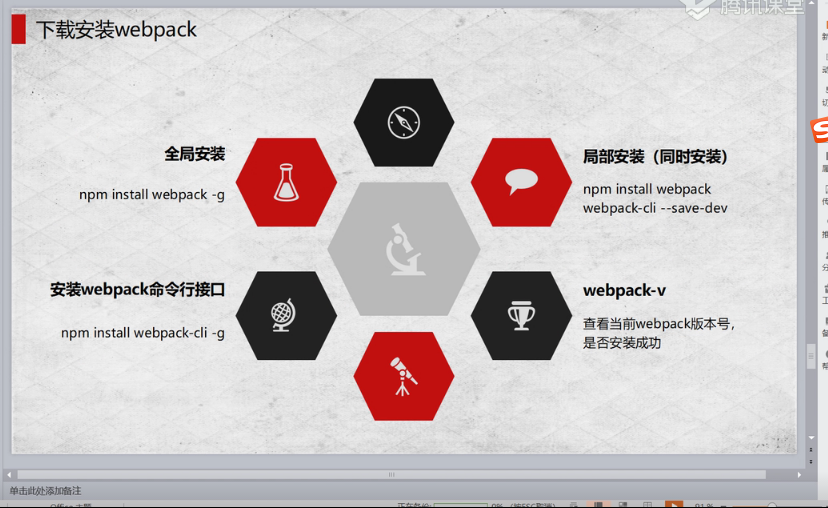 下载安装webpack
腾讯课堂
全局安装
npm install webpack -g
局部安装（同时安装）
npm install webpack
webpack-cli --save-dev
安装webpack命令行接口
npm install webpack-cli -g
webpack-v
查看当前webpack版本号，
是否安装成功
单击此处添加备注